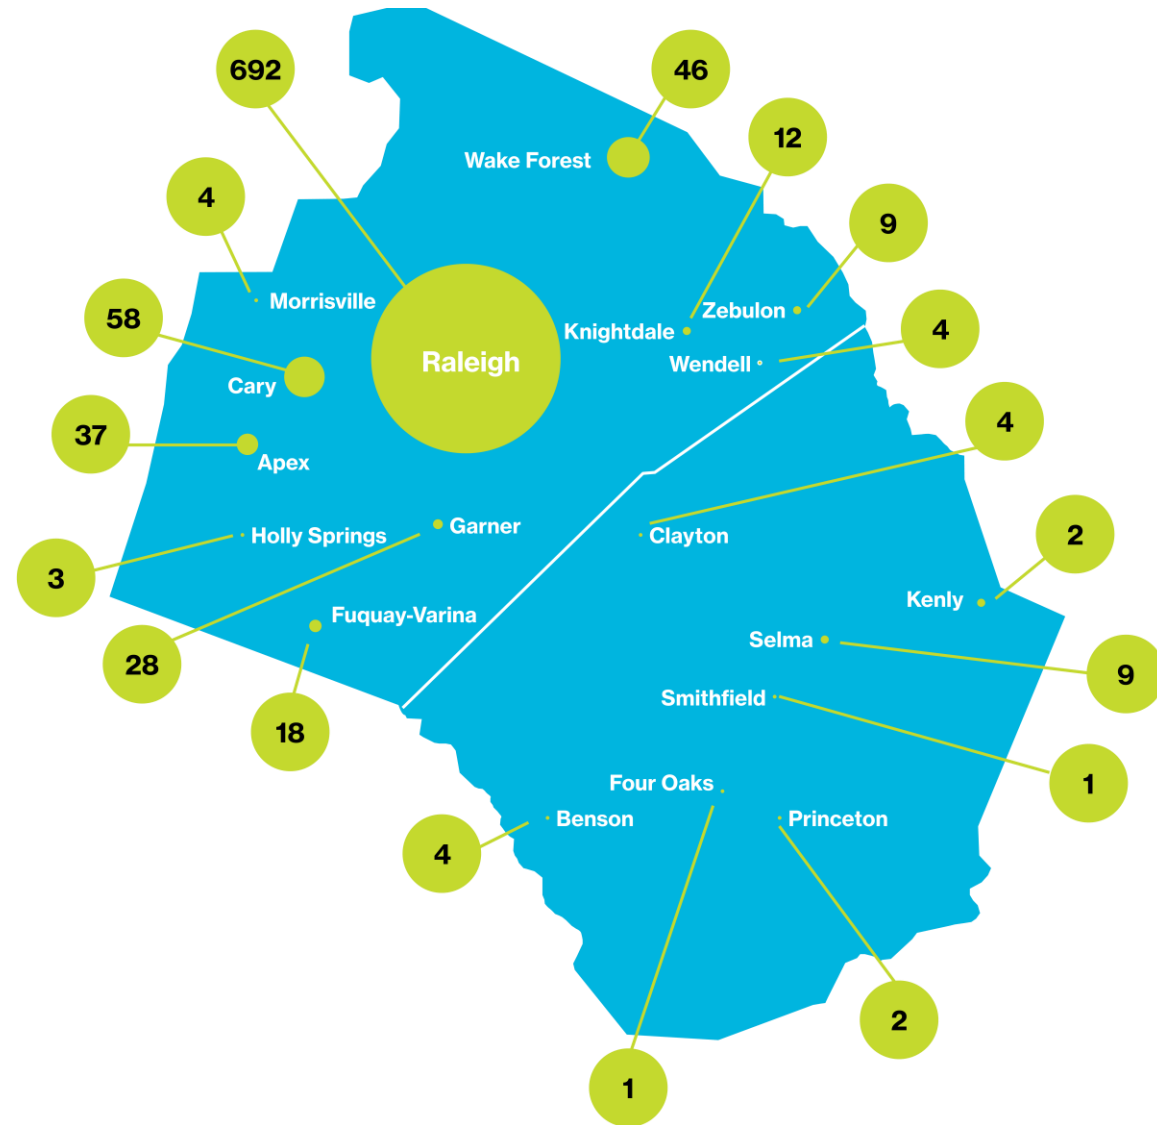 692
46
Wake Forest
12
4
9
Morrisville
58
Zebulon
Knightdale
4
Raleigh
Wendell
Cary
37
Apex
4
Garner
Holly Springs
Clayton
2
3
Kenly
Fuquay-Varina
Selma
28
9
Smithfield
18
Four Oaks
1
Benson
Princeton
4
2
1